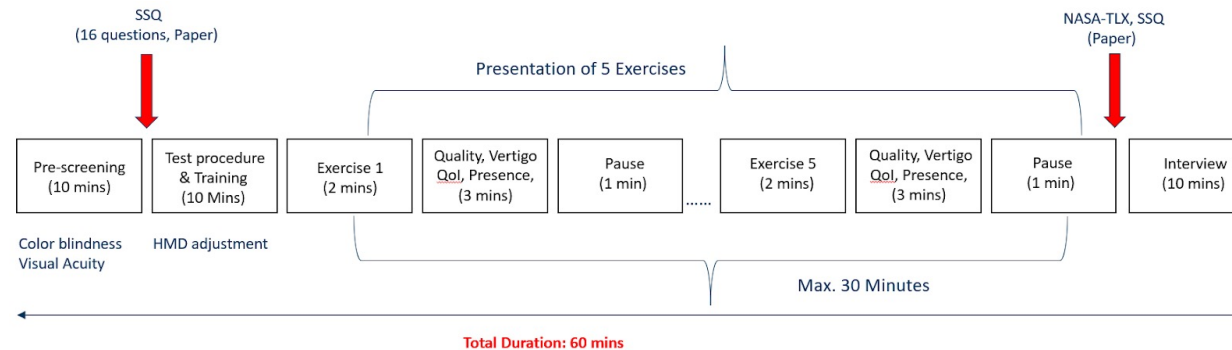 SSQ
(16 questions, Paper)
NASA-TLX, SSQ
(Paper)
Presentation of 5 Exercises
Pre-screening
(10 mins)
Test procedure
& Training
(10 Mins)
Exercise 1
(2 mins)
Quality, Vertigo
QoI, Presence,
(3 mins)
Pause
(1 min)
......
Exercise 5
(2 mins)
Quality, Vertigo
QoI, Presence,
(3 mins)
Pause
(1 min)
Interview
(10 mins)
Color blindness
Visual Acuity
HMD adjustment
Max. 30 Minutes
Total Duration: 60 mins